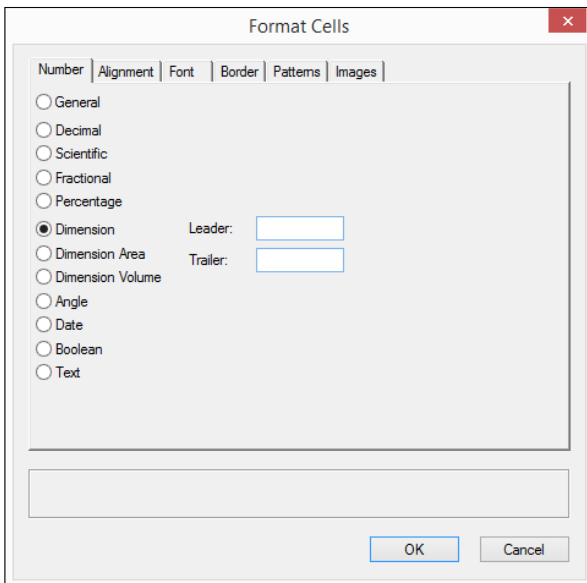 Format Cells
Number Alignment Font Border Patterns Images
General
Decimal
Scientific
Fractional
Percentage
Dimension Leader:
Dimension Area Trailer:
Dimension Volume
Angle
Date
Boolean
Text
OK Cancel